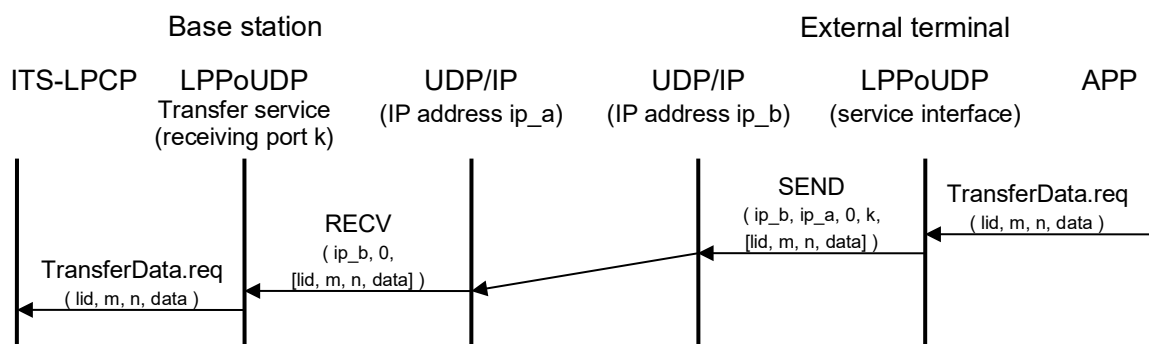 Base station
External terminal
ITS-LPCP
LPPoUDP
Transfer service
(receiving port k)
UDP/IP
(IP address ip_a)
UDP/IP
(IP address ip_b)
LPPoUDP
(service interface)
APP
TransferData.req
( lid, m, n, data )
SEND
( ip_b, ip_a, 0, k,
[lid, m, n, data] )
RECV
( ip_b, 0,
[lid, m, n, data] )
TransferData.req
( lid, m, n, data )